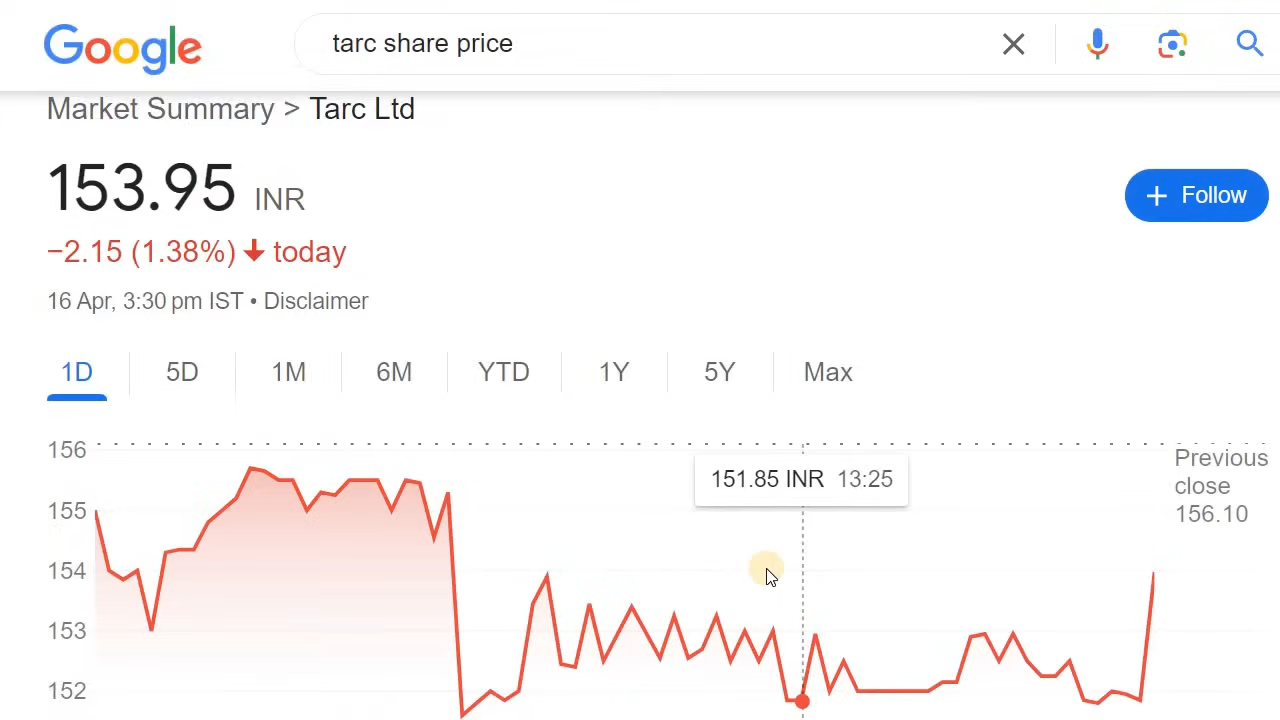 Google
tarc share price
Market Summary > Tarc Ltd
153.95 INR
+ Follow
−2.15 (1.38%) ↓ today
16 Apr, 3:30 pm IST • Disclaimer
1D 5D 1M 6M YTD 1Y 5Y Max
156
155
154
153
152
151.85 INR 13:25
Previous
close
156.10